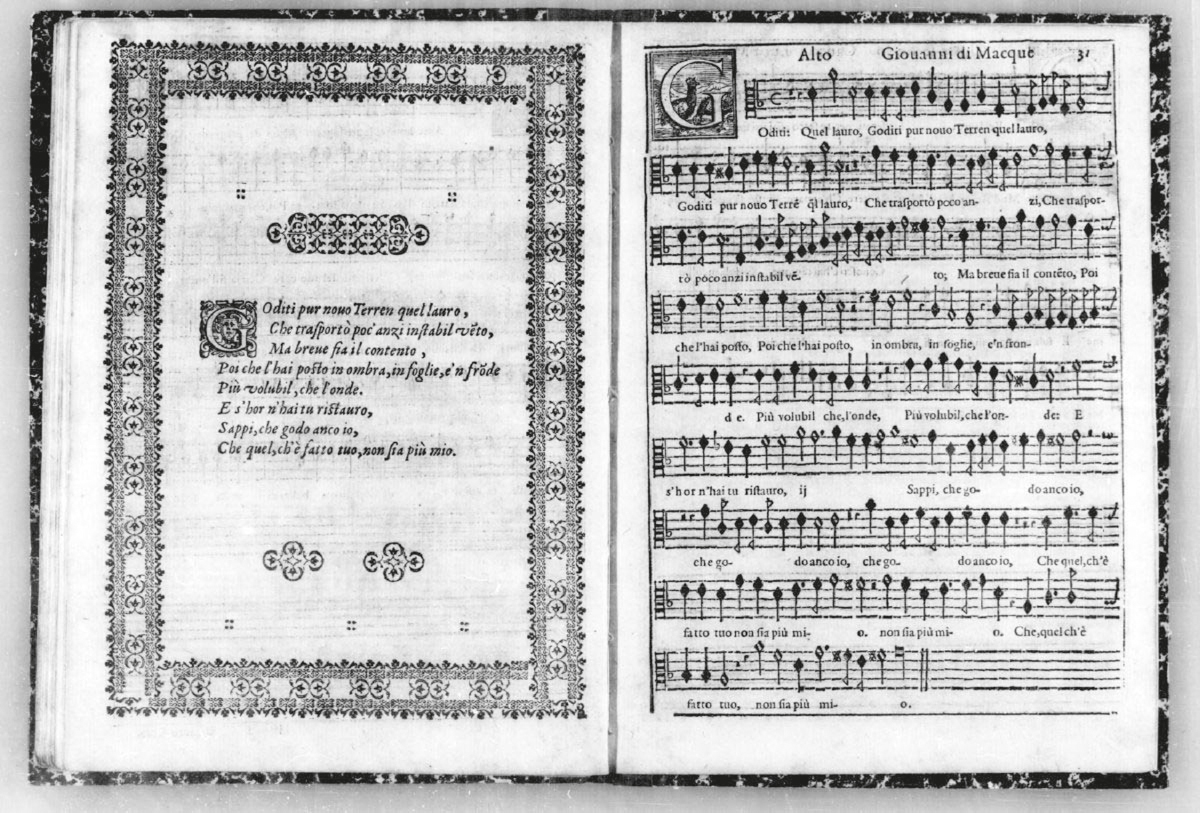 Goditi pur nouo Terren quel lauro,
Che traſportò poc'anzi inſtabil vẽto,
Ma breue ſia il contento,
Poi che l'hai poſto in ombra, in foglie, e'n frõde
Più volubil, che l'onde.
E s'hor n'hai tu riſtauro,
Sappi, che godo anco io,
Che quel, ch'è fatto tuo, non ſia più mio.
Alto Giouanni di Macque 31
GOditi: Quel lauro, Goditi pur nouo Terren quel lauro,
Goditi pur nouo Terrẽ q̃l lauro, Che traſportò poco an- zi, Che traſpor-
tò poco anzi inſtabil vẽ- to; Ma breue ſia il contẽto, Poi
che l'hai poſto, Poi che l'hai poſto, in ombra, in foglie, e'n fron-
de. Più volubil che, l'onde, Più volubil, che l'on- de: E
s'hor n'hai tu riſtauro, ij Sappi, che go- do anco io,
che go- do anco io, che go- do anco io, Che quel, ch'è
fatto tuo non ſia più mi- o. non ſia più mi- o. Che, quel ch'è
fatto tuo, non ſia più mi- o.